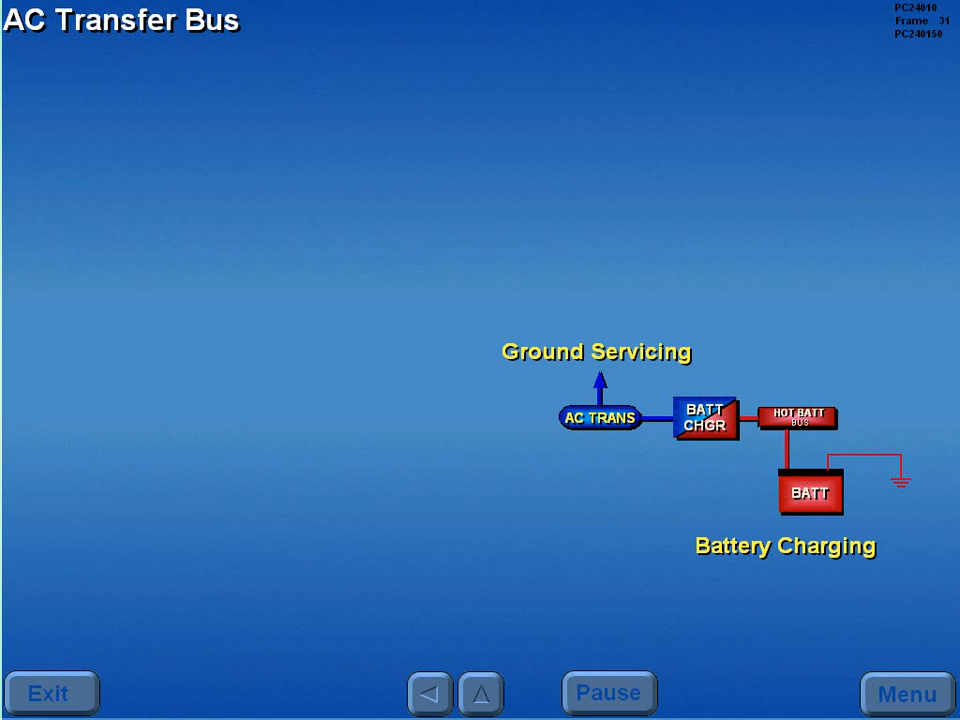 AC Transfer Bus
PC24010
Frame 31
PC240150
Ground Servicing
AC TRANS
BATT
CHGR
HOT BATT
BUS
BATT
Battery Charging
Exit
Pause
Menu